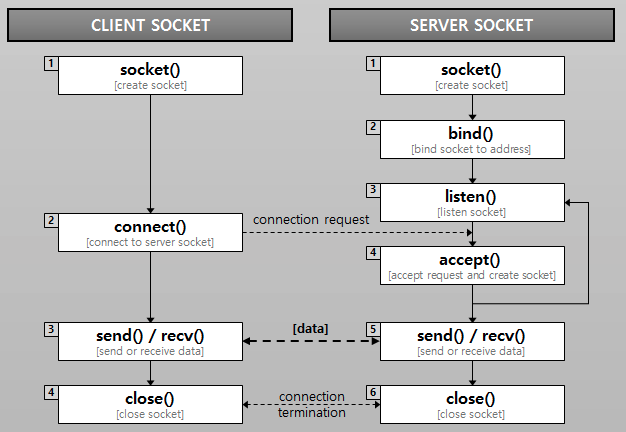 CLIENT SOCKET
SERVER SOCKET
1
socket()
[create socket]
1
socket()
[create socket]
2
bind()
[bind socket to address]
3
listen()
[listen socket]
2
connect()
[connect to server socket]
connection request
4
accept()
[accept request and create socket]
3
send() / recv()
[send or receive data]
[data]
5
send() / recv()
[send or receive data]
4
close()
[close socket]
connection
termination
6
close()
[close socket]